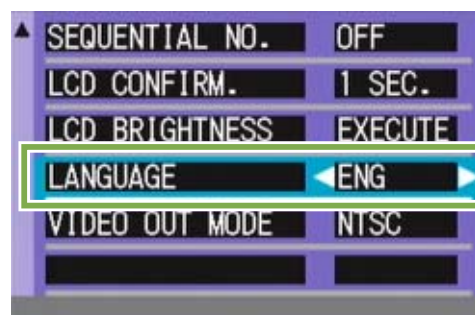 SEQUENTIAL NO. OFF
LCD CONFIRM. 1 SEC.
LCD BRIGHTNESS EXECUTE
LANGUAGE ENG
VIDEO OUT MODE NTSC